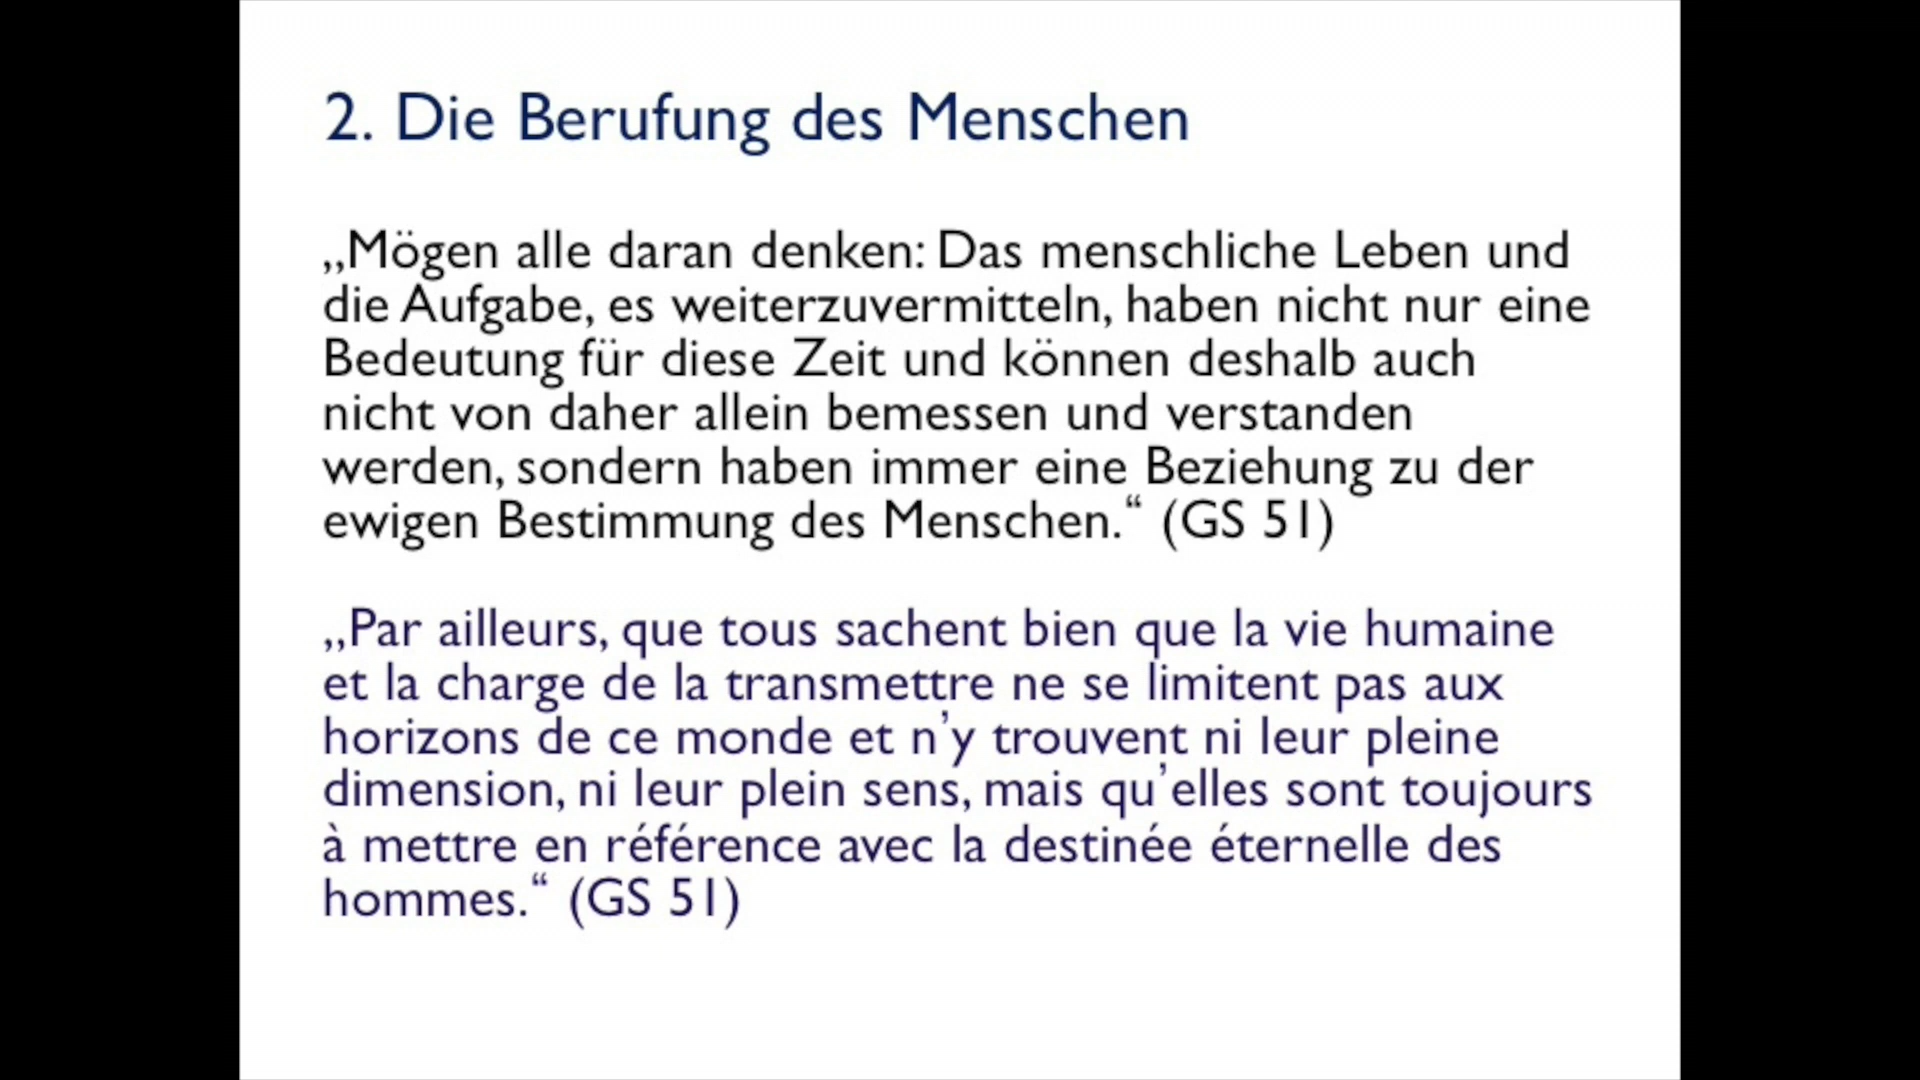 2. Die Berufung des Menschen
„Mögen alle daran denken: Das menschliche Leben und
die Aufgabe, es weiterzuvermitteln, haben nicht nur eine
Bedeutung für diese Zeit und können deshalb auch
nicht von daher allein bemessen und verstanden
werden, sondern haben immer eine Beziehung zu der
ewigen Bestimmung des Menschen.“ (GS 51)
„Par ailleurs, que tous sachent bien que la vie humaine
et la charge de la transmettre ne se limitent pas aux
horizons de ce monde et n’y trouvent ni leur pleine
dimension, ni leur plein sens, mais qu’elles sont toujours
à mettre en référence avec la destinée éternelle des
hommes.“ (GS 51)